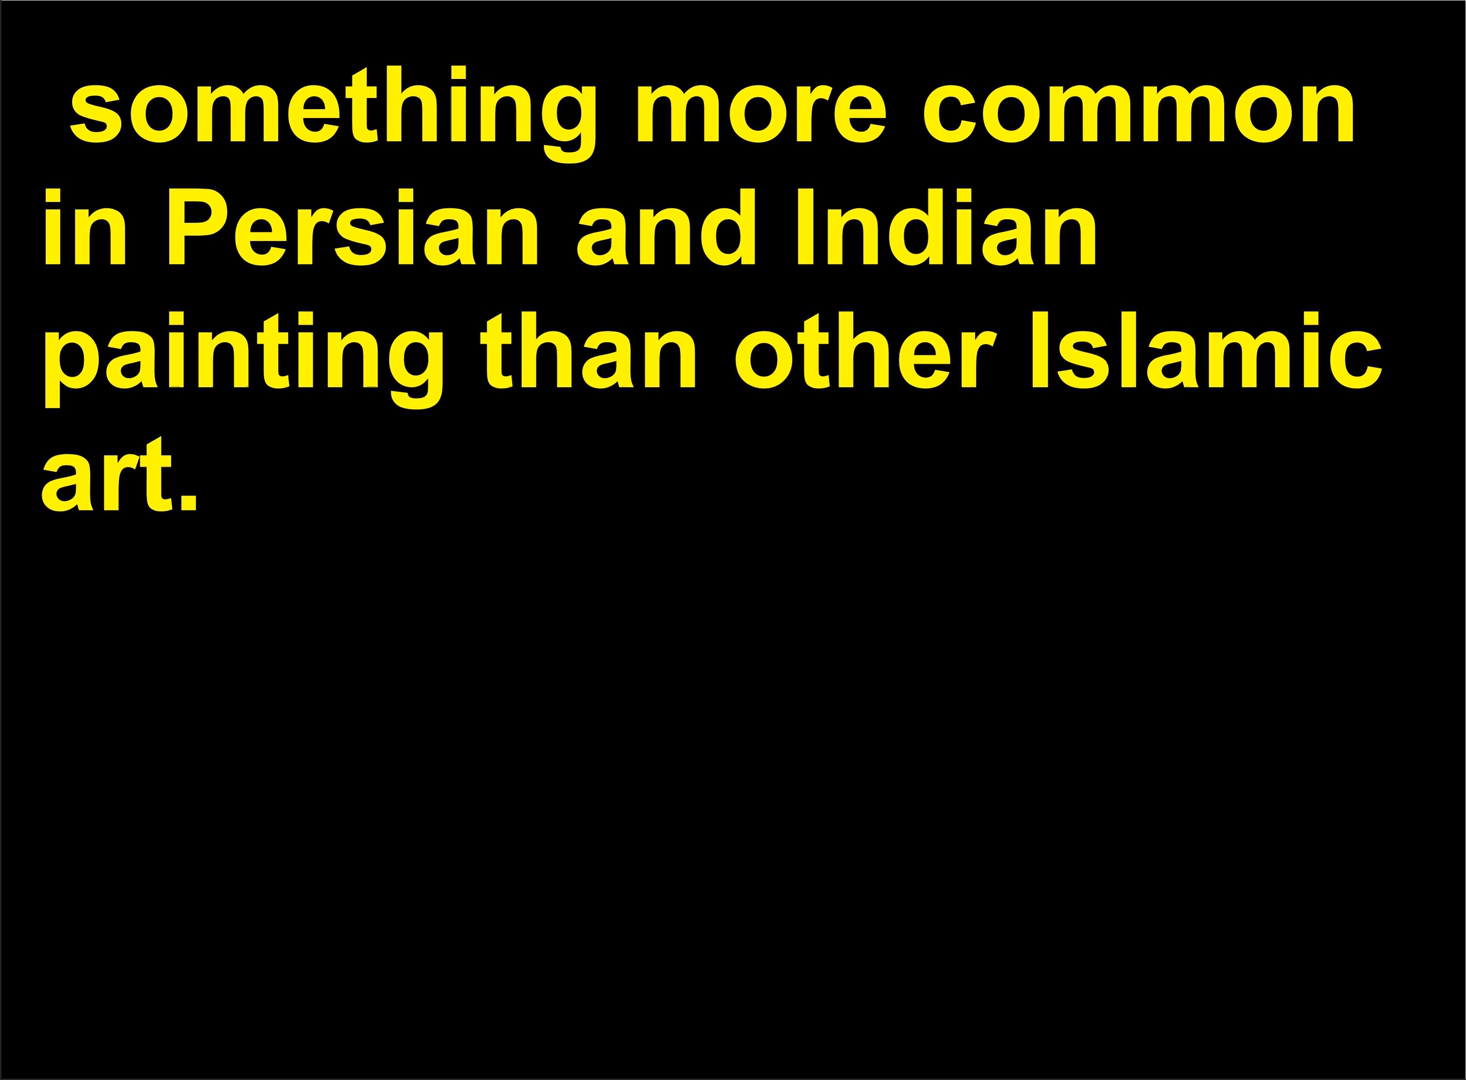 something more common
in Persian and Indian
painting than other Islamic
art.